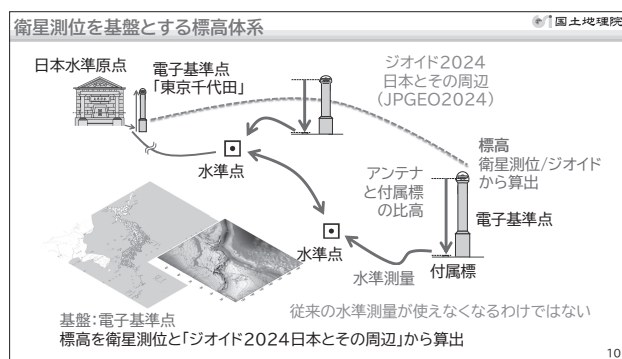 衛星測位を基盤とする標高体系
国土地理院
日本水準原点
電子基準点
「東京千代田」
ジオイド2024
日本とその周辺
(JPGEO2024)
水準点
アンテナ
と付属標
の比高
標高
衛星測位/ジオイド
から算出
電子基準点
水準点
水準測量
付属標
従来の水準測量が使えなくなるわけではない
基盤:電子基準点
標高を衛星測位と「ジオイド2024日本とその周辺」から算出
10